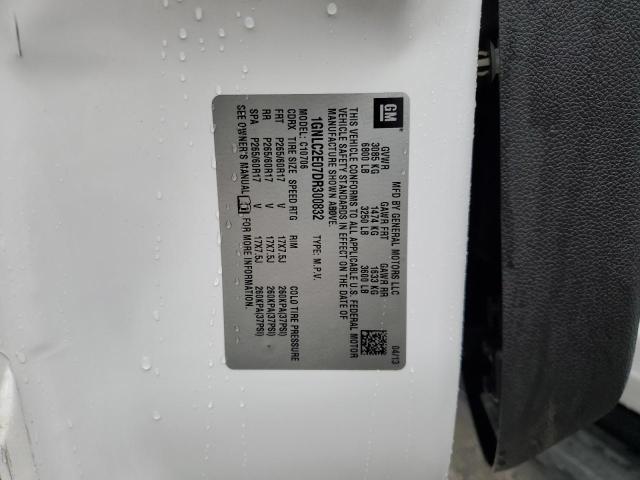 GM
MFD BY GENERAL MOTORS LLC
04/13
GVWR GAWR FRT GAWR RR
3085 KG 1474 KG 1633 KG
6800 LB 3250 LB 3600 LB
THIS VEHICLE CONFORMS TO ALL APPLICABLE U.S. FEDERAL MOTOR
VEHICLE SAFETY STANDARDS IN EFFECT ON THE DATE OF
MANUFACTURE SHOWN ABOVE.
1GNLC2E07DR300832 TYPE: M.P.V.
MODEL: C10706
CDRX TIRE SIZE SPEED RTG RIM COLD TIRE PRESSURE
FRT P265/60R17 V 17X7.5J 260KPA(37PSI)
RR P265/60R17 V 17X7.5J 260KPA(37PSI)
SPA P265/60R17 V 17X7.5J 260KPA(37PSI)
SEE OWNER'S MANUAL FOR MORE INFORMATION